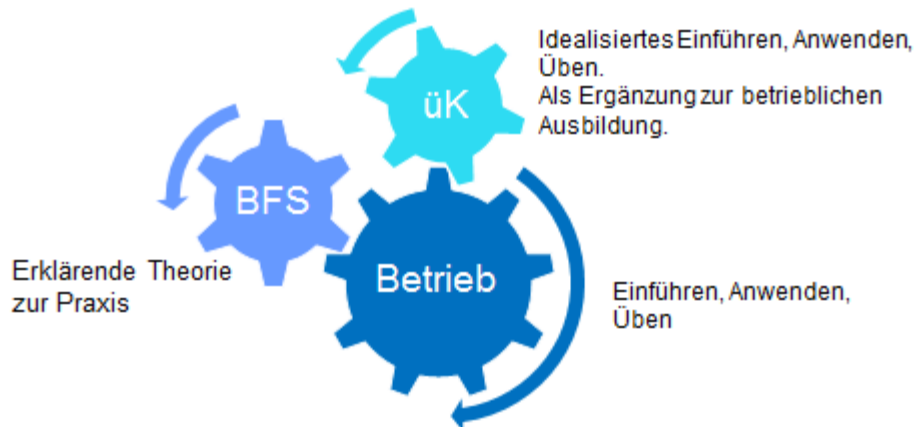 Idealisiertes Einführen, Anwenden,
Üben.
Als Ergänzung zur betrieblichen
Ausbildung.
üK
BFS
Betrieb
Erklärende Theorie
zur Praxis
Einführen, Anwenden,
Üben